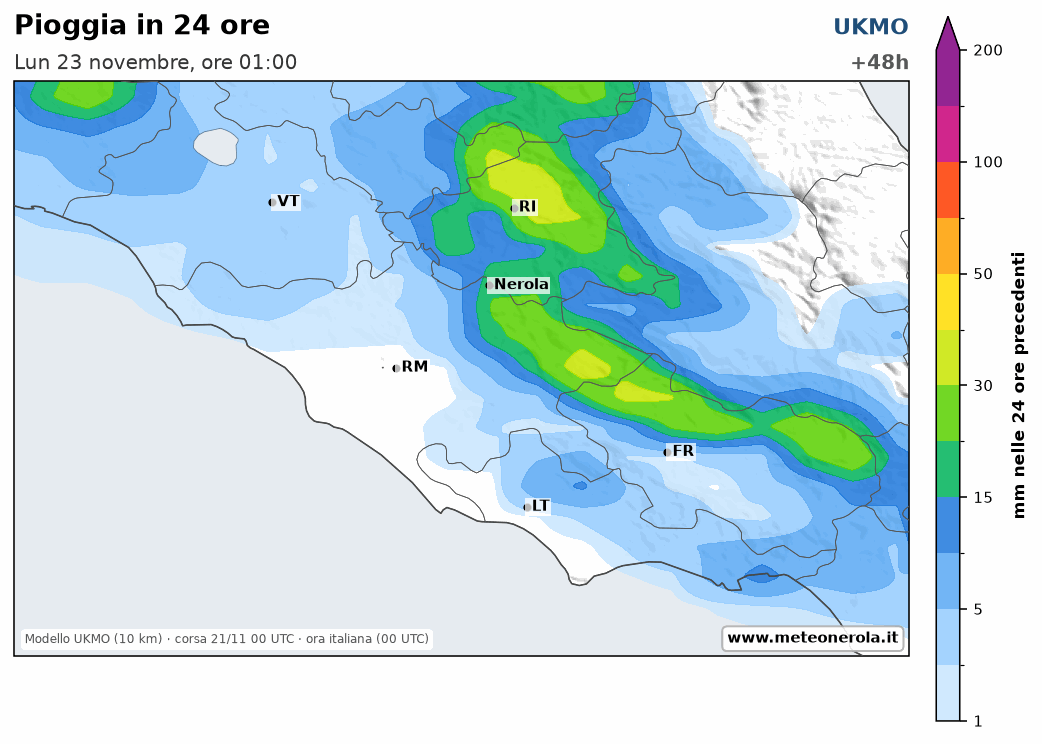 Pioggia in 24 ore
UKMO
Lun 23 novembre, ore 01:00
+48h
VT
RI
Nerola
RM
FR
LT
Modello UKMO (10 km) · corsa 21/11 00 UTC · ora italiana (00 UTC)
www.meteonerola.it
200
100
50
30
15
5
1
mm nelle 24 ore precedenti